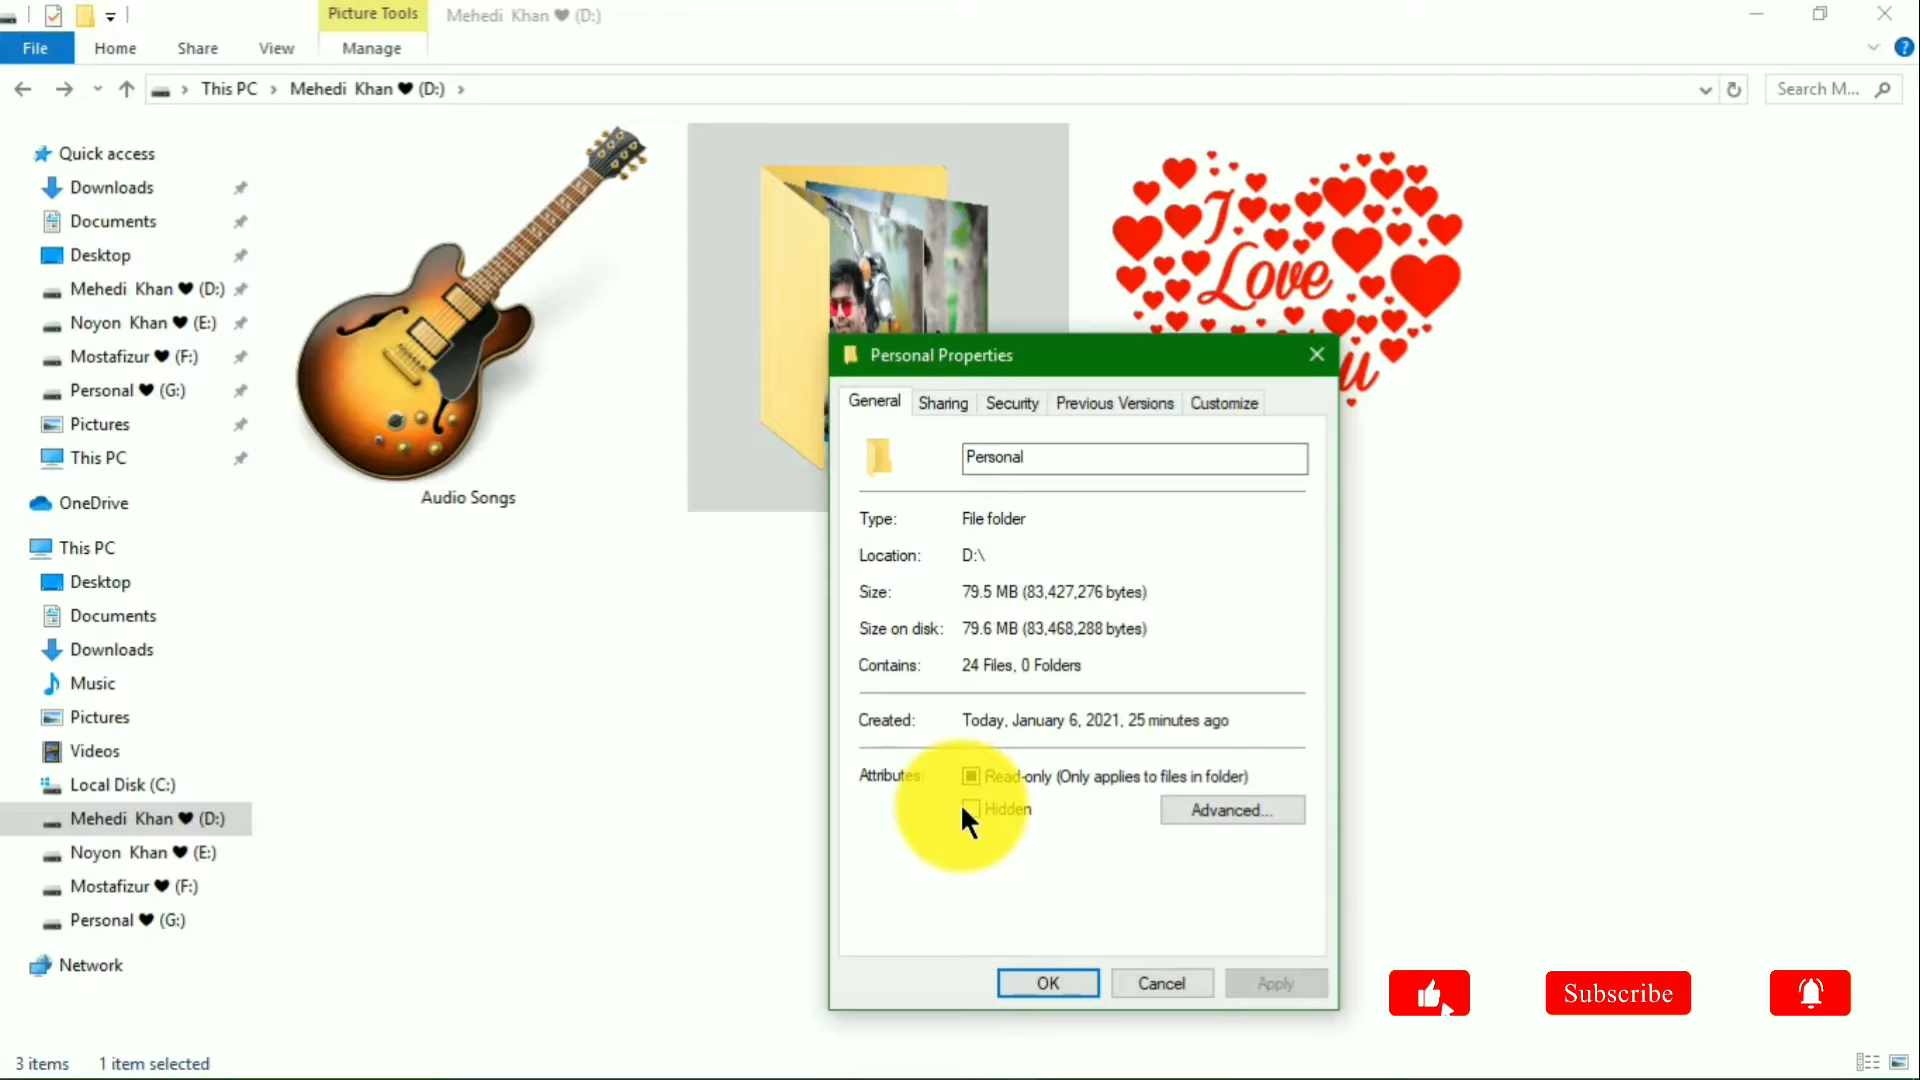 Picture Tools
Mehedi Khan ♥ (D:)
File
Home
Share
View
Manage
This PC > Mehedi Khan ♥ (D:) >
Search M...
Quick access
Downloads
Documents
Desktop
Mehedi Khan ♥ (D:)
Noyon Khan ♥ (E:)
Mostafizur ♥ (F:)
Personal ♥ (G:)
Pictures
This PC
OneDrive
This PC
Desktop
Documents
Downloads
Music
Pictures
Videos
Local Disk (C:)
Mehedi Khan ♥ (D:)
Noyon Khan ♥ (E:)
Mostafizur ♥ (F:)
Personal ♥ (G:)
Network
Audio Songs
I
Love
Personal Properties
General
Sharing
Security
Previous Versions
Customize
Personal
Type: File folder
Location: D:\
Size: 79.5 MB (83,427,276 bytes)
Size on disk: 79.6 MB (83,468,288 bytes)
Contains: 24 Files, 0 Folders
Created: Today, January 6, 2021, 25 minutes ago
Attributes: Read-only (Only applies to files in folder)
Hidden
Advanced...
OK
Cancel
Apply
Subscribe
3 items
1 item selected